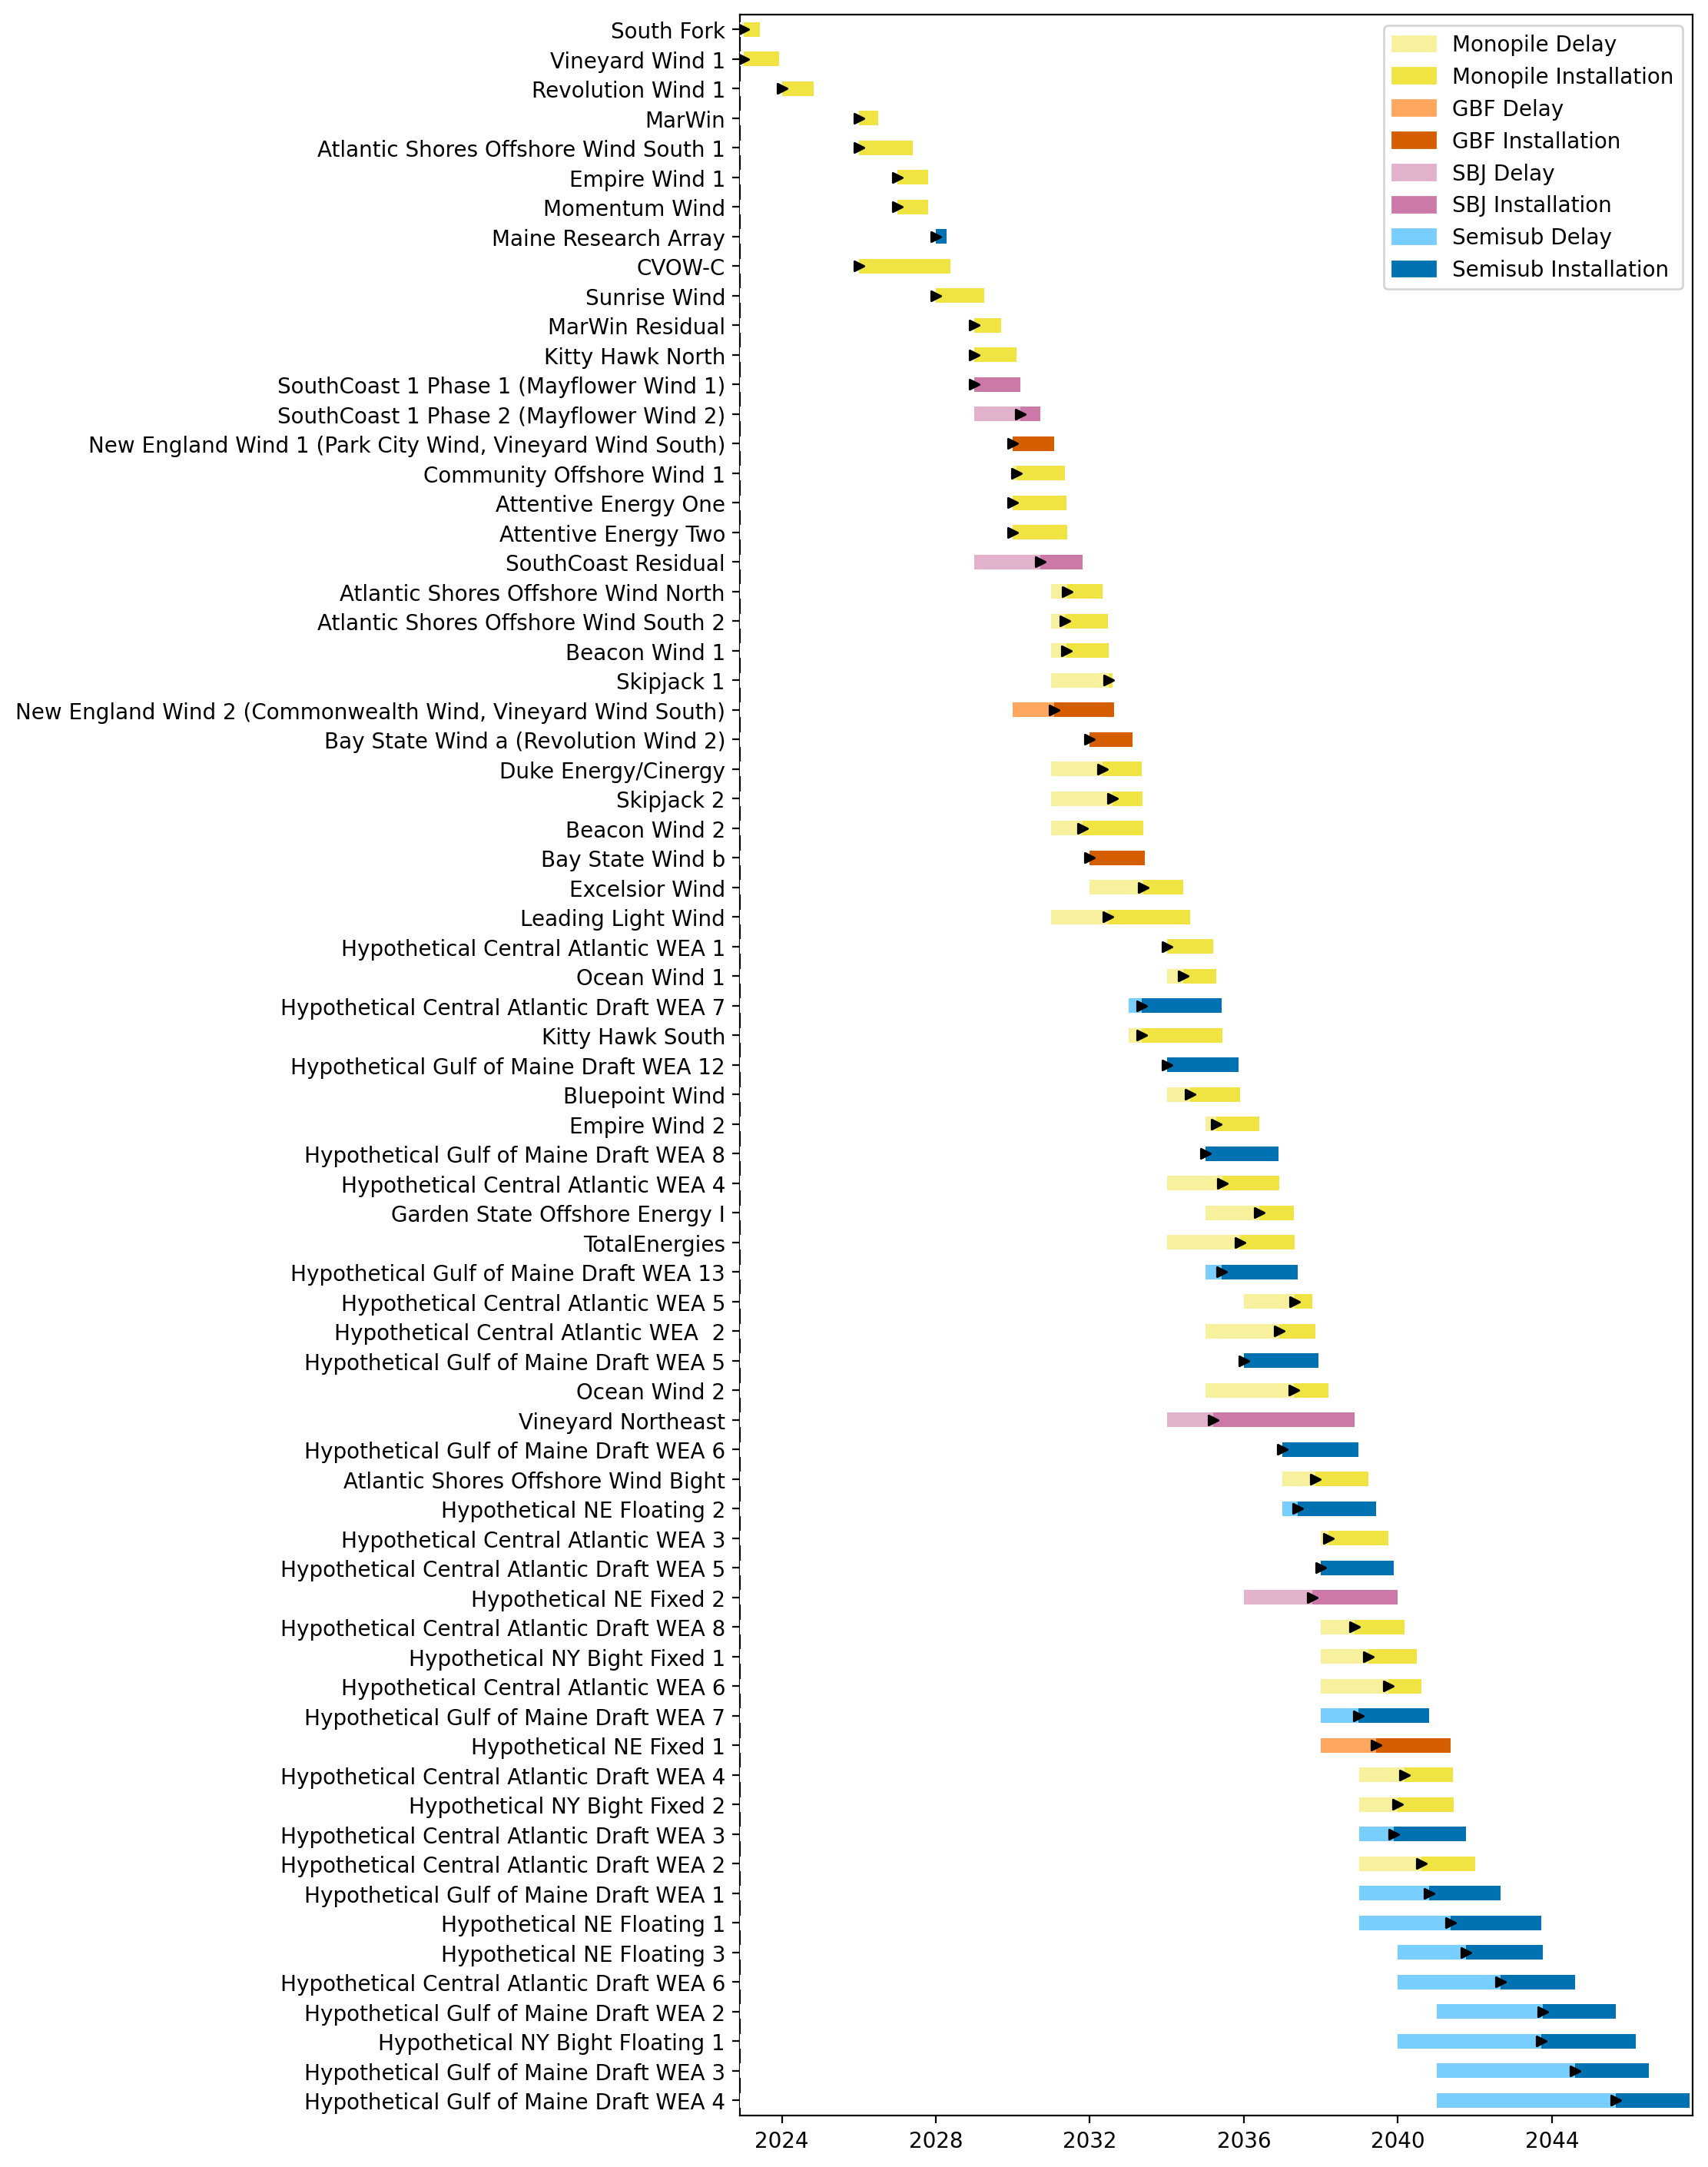 South Fork
Vineyard Wind 1
Revolution Wind 1
MarWin
Atlantic Shores Offshore Wind South 1
Empire Wind 1
Momentum Wind
Maine Research Array
CVOW-C
Sunrise Wind
MarWin Residual
Kitty Hawk North
SouthCoast 1 Phase 1 (Mayflower Wind 1)
SouthCoast 1 Phase 2 (Mayflower Wind 2)
New England Wind 1 (Park City Wind, Vineyard Wind South)
Community Offshore Wind 1
Attentive Energy One
Attentive Energy Two
SouthCoast Residual
Atlantic Shores Offshore Wind North
Atlantic Shores Offshore Wind South 2
Beacon Wind 1
Skipjack 1
New England Wind 2 (Commonwealth Wind, Vineyard Wind South)
Bay State Wind a (Revolution Wind 2)
Duke Energy/Cinergy
Skipjack 2
Beacon Wind 2
Bay State Wind b
Excelsior Wind
Leading Light Wind
Hypothetical Central Atlantic WEA 1
Ocean Wind 1
Hypothetical Central Atlantic Draft WEA 7
Kitty Hawk South
Hypothetical Gulf of Maine Draft WEA 12
Bluepoint Wind
Empire Wind 2
Hypothetical Gulf of Maine Draft WEA 8
Hypothetical Central Atlantic WEA 4
Garden State Offshore Energy I
TotalEnergies
Hypothetical Gulf of Maine Draft WEA 13
Hypothetical Central Atlantic WEA 5
Hypothetical Central Atlantic WEA  2
Hypothetical Gulf of Maine Draft WEA 5
Ocean Wind 2
Vineyard Northeast
Hypothetical Gulf of Maine Draft WEA 6
Atlantic Shores Offshore Wind Bight
Hypothetical NE Floating 2
Hypothetical Central Atlantic WEA 3
Hypothetical Central Atlantic Draft WEA 5
Hypothetical NE Fixed 2
Hypothetical Central Atlantic Draft WEA 8
Hypothetical NY Bight Fixed 1
Hypothetical Central Atlantic WEA 6
Hypothetical Gulf of Maine Draft WEA 7
Hypothetical NE Fixed 1
Hypothetical Central Atlantic Draft WEA 4
Hypothetical NY Bight Fixed 2
Hypothetical Central Atlantic Draft WEA 3
Hypothetical Central Atlantic Draft WEA 2
Hypothetical Gulf of Maine Draft WEA 1
Hypothetical NE Floating 1
Hypothetical NE Floating 3
Hypothetical Central Atlantic Draft WEA 6
Hypothetical Gulf of Maine Draft WEA 2
Hypothetical NY Bight Floating 1
Hypothetical Gulf of Maine Draft WEA 3
Hypothetical Gulf of Maine Draft WEA 4
Monopile Delay
Monopile Installation
GBF Delay
GBF Installation
SBJ Delay
SBJ Installation
Semisub Delay
Semisub Installation
2024 2028 2032 2036 2040 2044